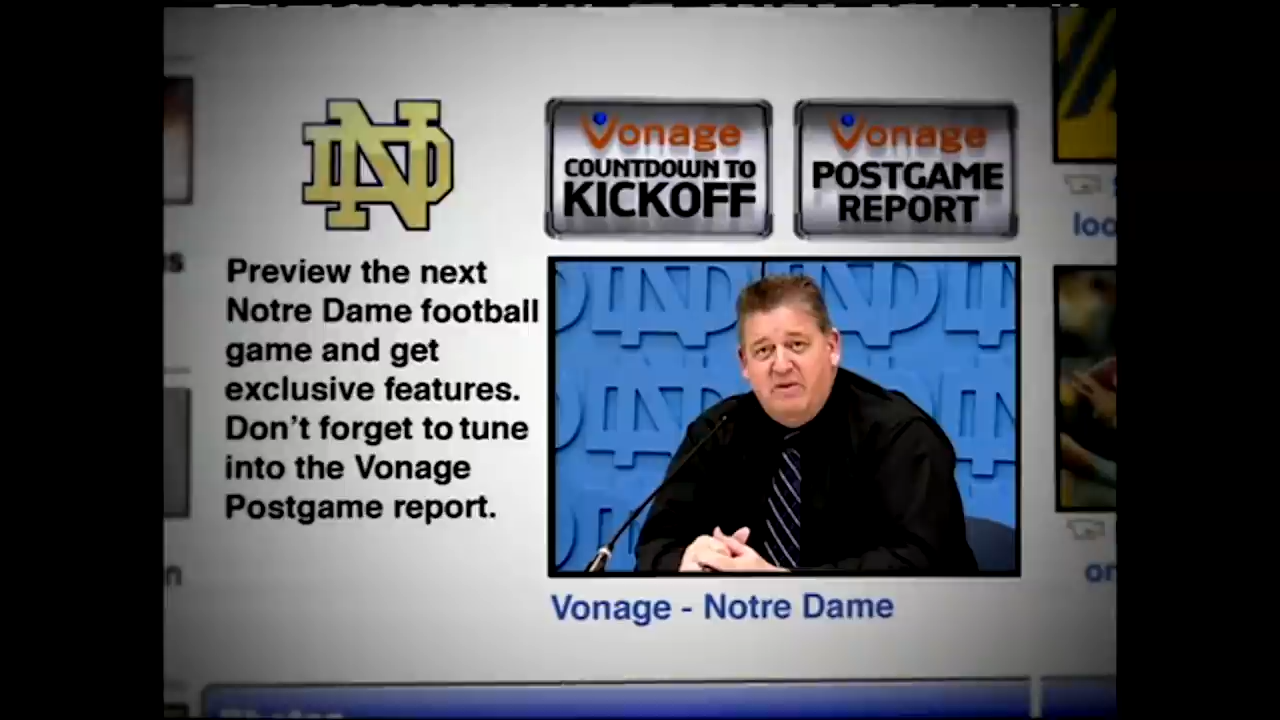 ND
Vonage
COUNTDOWN TO
KICKOFF
Vonage
POSTGAME
REPORT
Preview the next
Notre Dame football
game and get
exclusive features.
Don't forget to tune
into the Vonage
Postgame report.
Vonage - Notre Dame